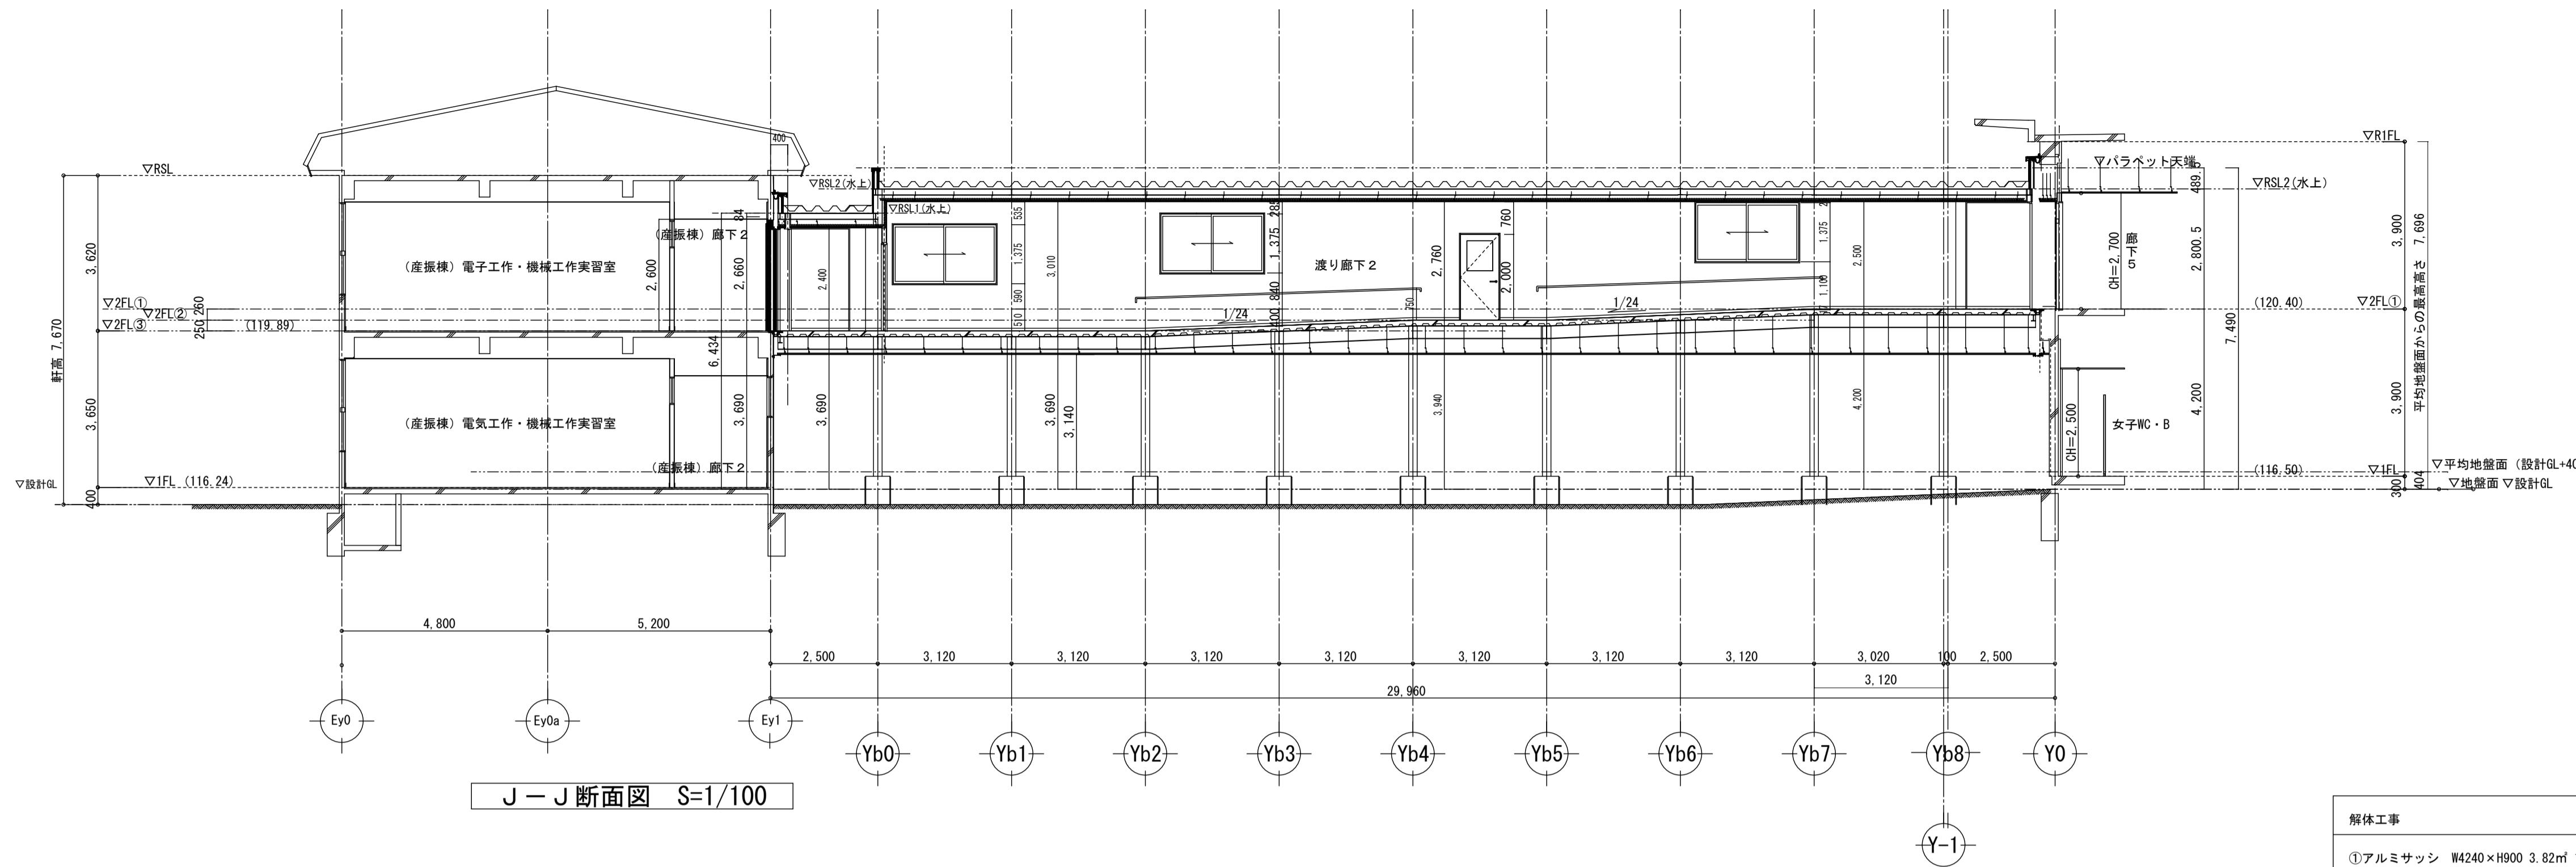 ▽R1FL
▽RSL
400
▽パラペット天端
489.5
▽RSL2(水上)
▽RSL2(水上)
▽RSL1(水上)
84
535
285
760
(産振棟) 廊下2
3,620
(産振棟) 電子工作・機械工作実習室
2,600
2,660
2,400
1,375
3,010
1,375
渡り廊下2
2,760
2,000
1,375
2,500
CH=2,700
廊下5
2,800.5
3,900
平均地盤面からの最高高さ 7,696
590
840
1,100
▽2FL①
▽2FL②
▽2FL③
(119.89)
250 260
510
400
1/24
750
1/24
(120.40)
▽2FL①
軒高 7,670
6,434
7,490
3,650
(産振棟) 電気工作・機械工作実習室
3,690
3,690
3,690
3,140
3,940
4,200
CH=2,500
女子WC・B
4,200
3,900
(産振棟) 廊下2
▽設計GL
▽1FL (116.24)
400
(116.50)
▽1FL
▽平均地盤面 (設計GL+40
300
404
▽地盤面 ▽設計GL
4,800
5,200
2,500
3,120
3,120
3,120
3,120
3,120
3,120
3,120
3,020
100
2,500
3,120
29,960
Ey0
Ey0a
Ey1
Yb0
Yb1
Yb2
Yb3
Yb4
Yb5
Yb6
Yb7
Yb8
Y0
Y-1
J－J断面図 S=1/100
解体工事
①アルミサッシ W4240×H900 3.82㎡